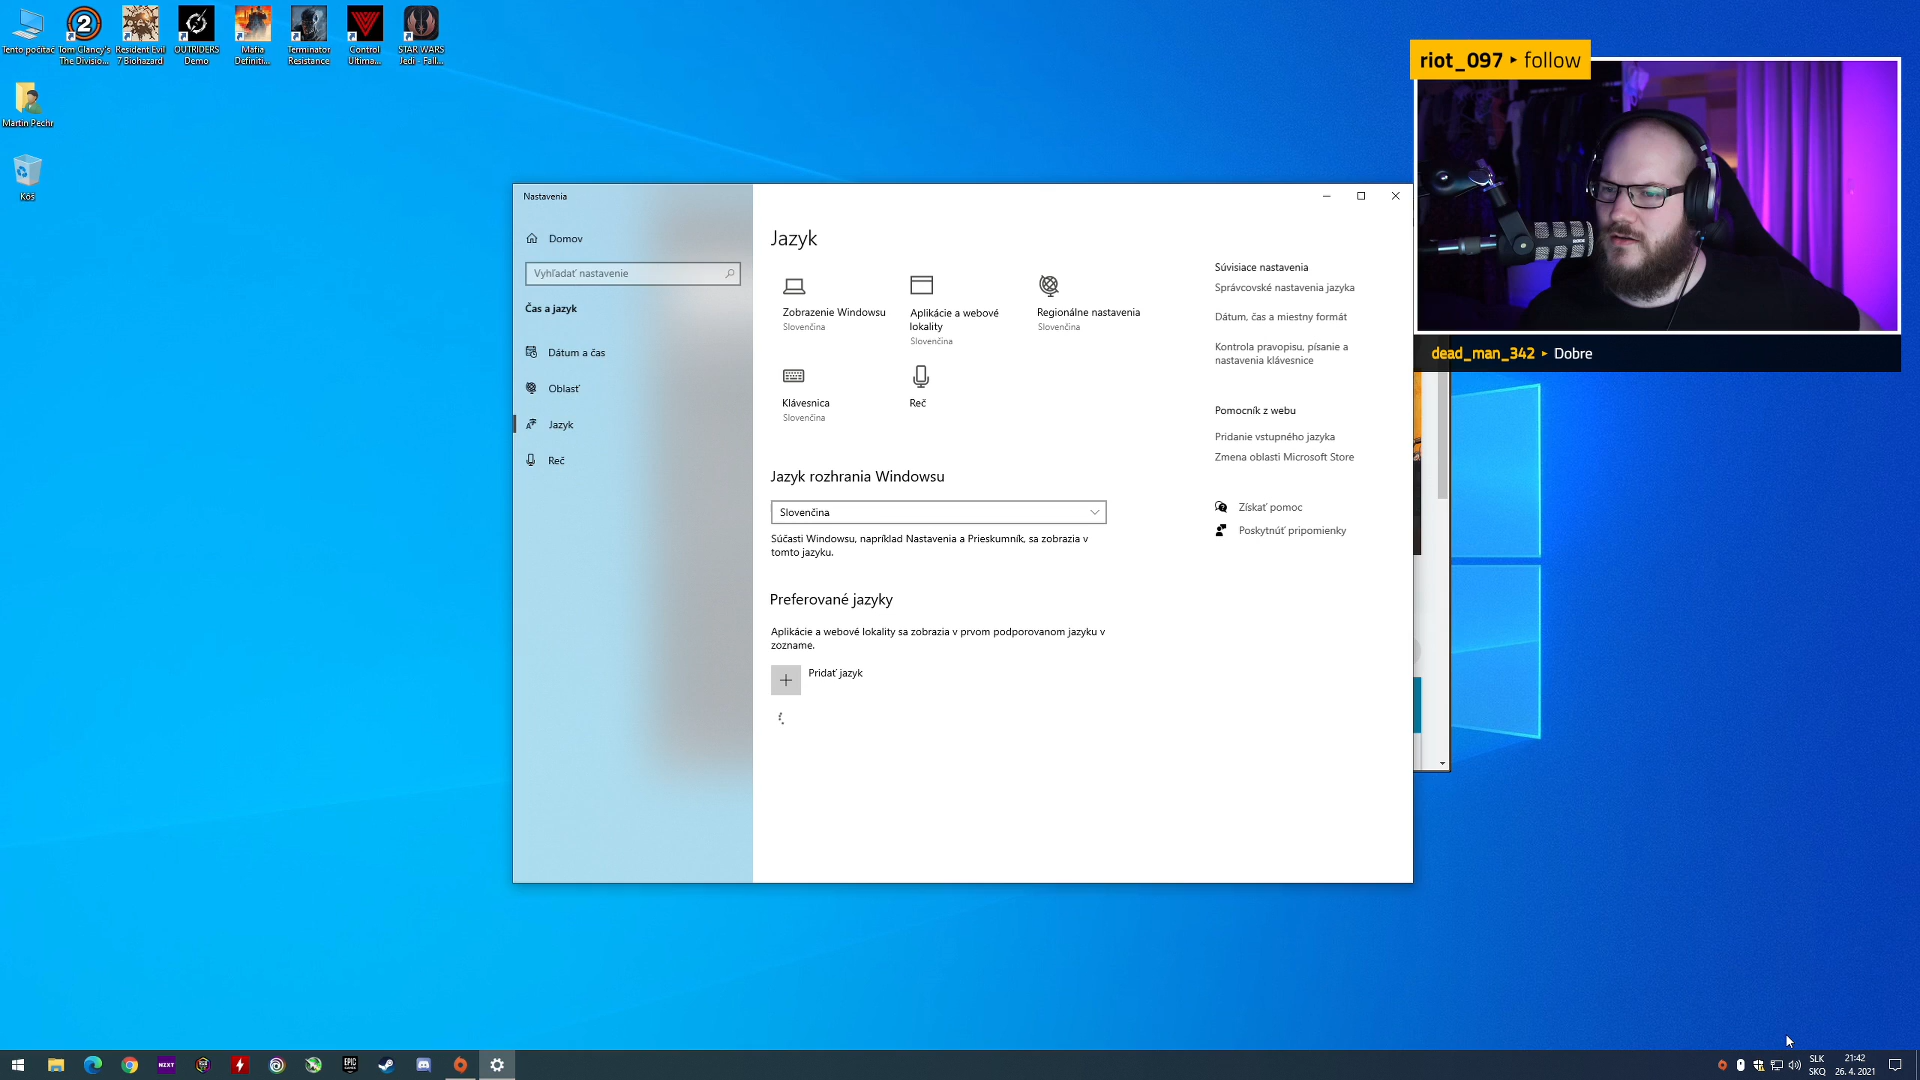 Tento počítač
Tom Clancy's
The Divisio...
Resident Evil
7 Biohazard
OUTRIDERS
Demo
Mafia
Definiti...
Terminator
Resistance
Control
Ultima...
STAR WARS
Jedi - Fall...
Martin Pechr
Kôš
riot_097 ‣ follow
dead_man_342 ‣ Dobre
Nastavenia
Domov
Vyhľadať nastavenie
Čas a jazyk
Dátum a čas
Oblasť
Jazyk
Reč
Jazyk
Zobrazenie Windowsu
Slovenčina
Aplikácie a webové
lokality
Slovenčina
Regionálne nastavenia
Slovenčina
Klávesnica
Slovenčina
Reč
Jazyk rozhrania Windowsu
Slovenčina
Súčasti Windowsu, napríklad Nastavenia a Prieskumník, sa zobrazia v
tomto jazyku.
Preferované jazyky
Aplikácie a webové lokality sa zobrazia v prvom podporovanom jazyku v
zozname.
Pridať jazyk
Súvisiace nastavenia
Správcovské nastavenia jazyka
Dátum, čas a miestny formát
Kontrola pravopisu, písanie a
nastavenia klávesnice
Pomocník z webu
Pridanie vstupného jazyka
Zmena oblasti Microsoft Store
Získať pomoc
Poskytnúť pripomienky
NZXT
EPIC
GAMES
SLK
SKQ
21:42
26. 4. 2021